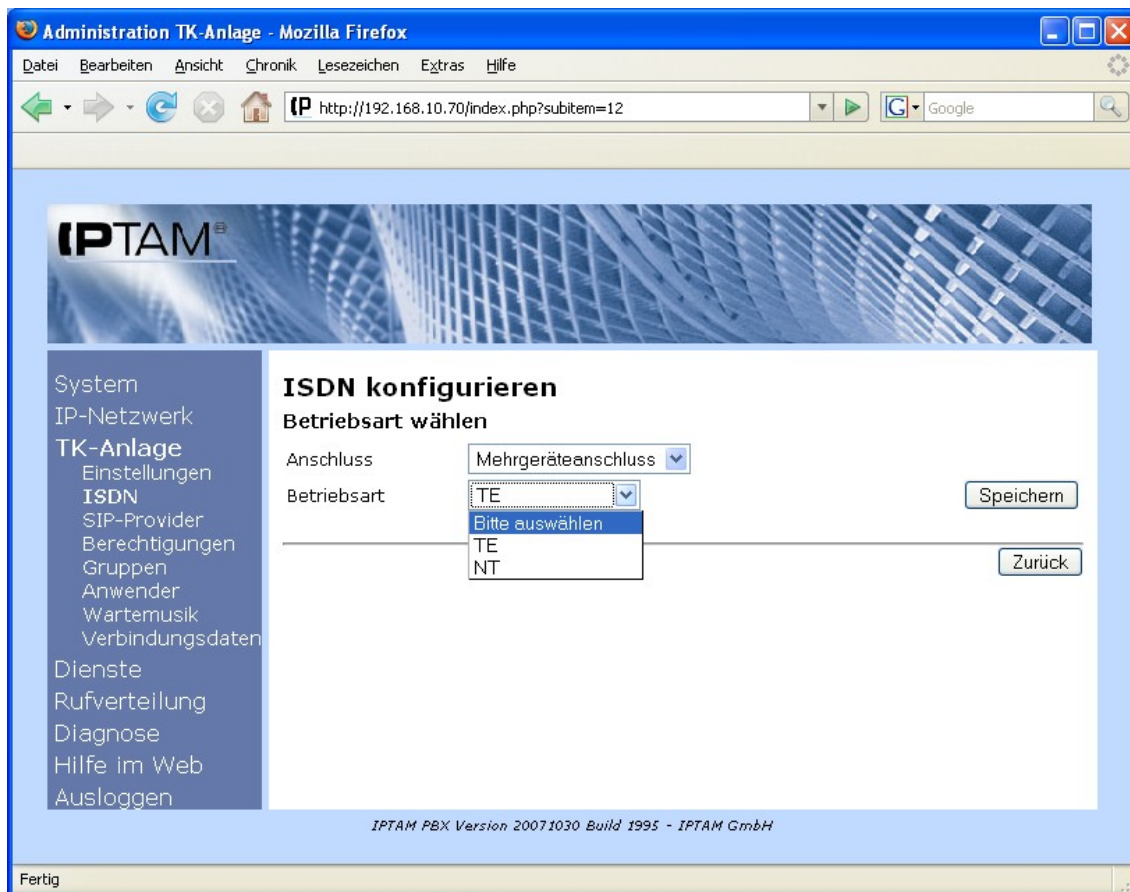 Administration TK-Anlage - Mozilla Firefox
Datei Bearbeiten Ansicht Chronik Lesezeichen Extras Hilfe
http://192.168.10.70/index.php?subitem=12
Google
IPTAM®
System
IP-Netzwerk
TK-Anlage
Einstellungen
ISDN
SIP-Provider
Berechtigungen
Gruppen
Anwender
Wartemusik
Verbindungsdaten
Dienste
Rufverteilung
Diagnose
Hilfe im Web
Ausloggen
ISDN konfigurieren
Betriebsart wählen
Anschluss Mehrgeräteanschluss
Betriebsart TE Speichern
Bitte auswählen
TE
NT
Zurück
IPTAM PBX Version 20071030 Build 1995 - IPTAM GmbH
Fertig